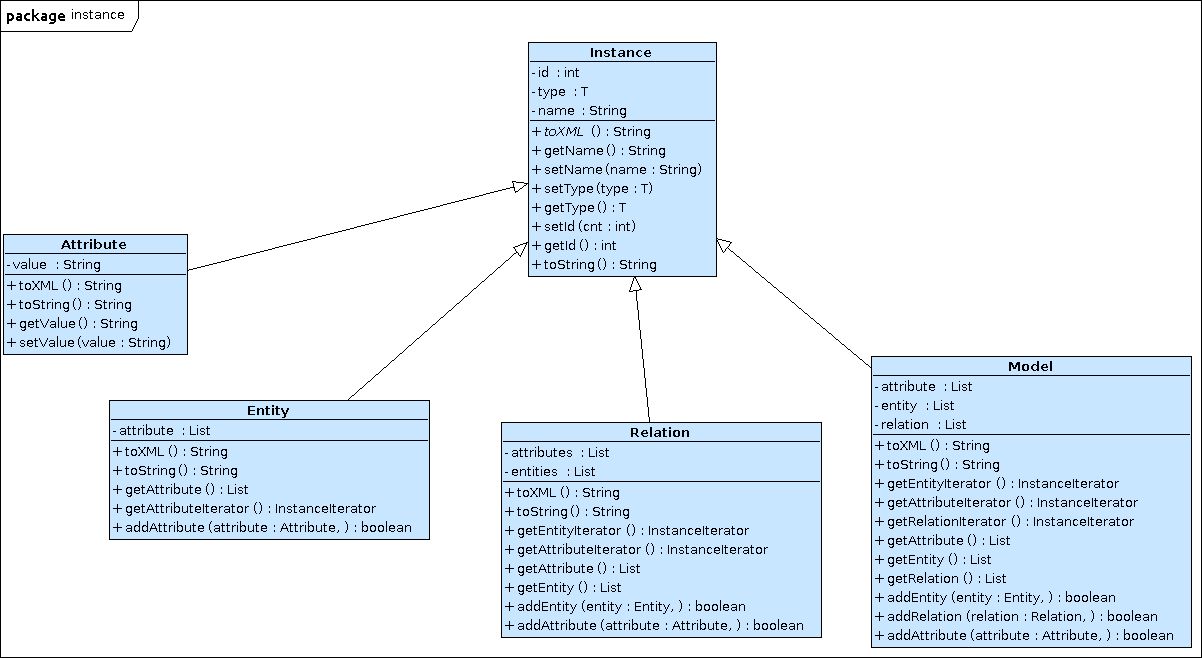 package instance
Instance
- id : int
- type : T
- name : String
+ toXML () : String
+ getName () : String
+ setName (name : String)
+ setType (type : T)
+ getType () : T
+ setId (cnt : int)
+ getId () : int
+ toString () : String
Attribute
- value : String
+ toXML () : String
+ toString () : String
+ getValue () : String
+ setValue (value : String)
Entity
- attribute : List
+ toXML () : String
+ toString () : String
+ getAttribute () : List
+ getAttributeIterator () : InstanceIterator
+ addAttribute (attribute : Attribute, ) : boolean
Relation
- attributes : List
- entities : List
+ toXML () : String
+ toString () : String
+ getEntityIterator () : InstanceIterator
+ getAttributeIterator () : InstanceIterator
+ getAttribute () : List
+ getEntity () : List
+ addEntity (entity : Entity, ) : boolean
+ addAttribute (attribute : Attribute, ) : boolean
Model
- attribute : List
- entity : List
- relation : List
+ toXML () : String
+ toString () : String
+ getEntityIterator () : InstanceIterator
+ getAttributeIterator () : InstanceIterator
+ getRelationIterator () : InstanceIterator
+ getAttribute () : List
+ getEntity () : List
+ getRelation () : List
+ addEntity (entity : Entity, ) : boolean
+ addRelation (relation : Relation, ) : boolean
+ addAttribute (attribute : Attribute, ) : boolean